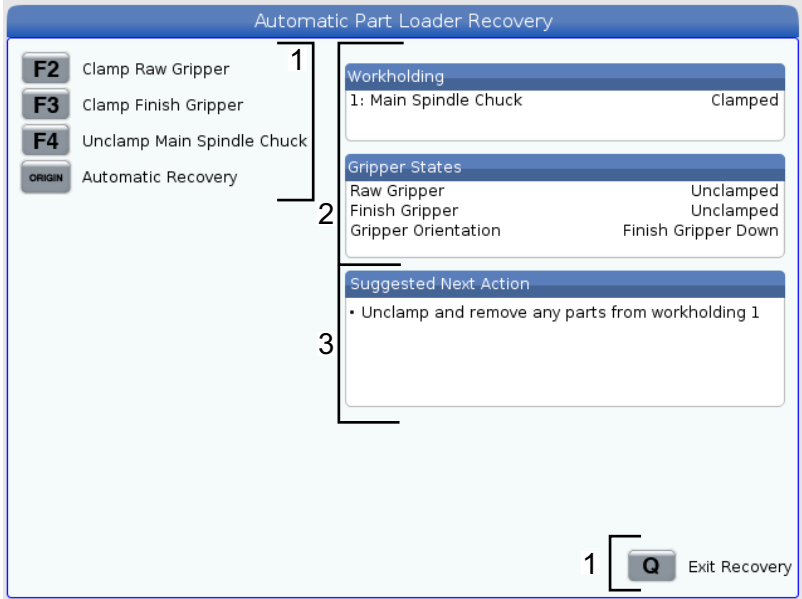 Automatic Part Loader Recovery
1
F2 Clamp Raw Gripper
F3 Clamp Finish Gripper
F4 Unclamp Main Spindle Chuck
ORIGIN Automatic Recovery
2
Workholding
1: Main Spindle Chuck Clamped
Gripper States
Raw Gripper Unclamped
Finish Gripper Unclamped
Gripper Orientation Finish Gripper Down
3
Suggested Next Action
• Unclamp and remove any parts from workholding 1
1
Q Exit Recovery